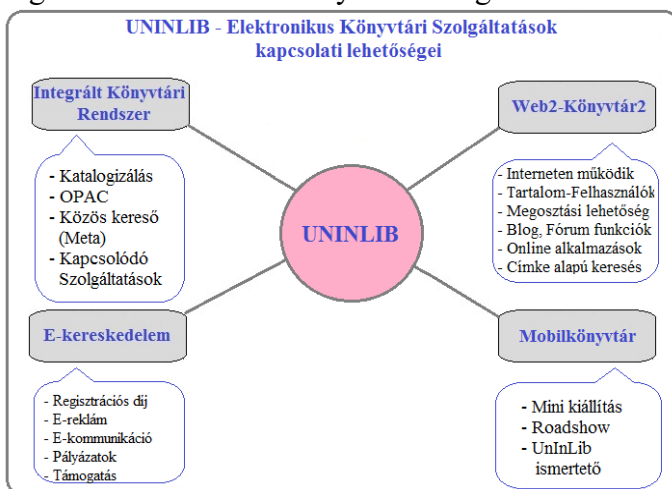 UNINLIB - Elektronikus Könyvtári Szolgáltatások
kapcsolati lehetőségei
Integrált Könyvtári
Rendszer
- Katalogizálás
- OPAC
- Közös kereső
(Meta)
- Kapcsolódó
Szolgáltatások
Web2-Könyvtár2
- Interneten működik
- Tartalom-Felhasználók
- Megosztási lehetőség
- Blog, Fórum funkciók
- Online alkalmazások
- Címke alapú keresés
UNINLIB
E-kereskedelem
- Regisztrációs díj
- E-reklám
- E-kommunikáció
- Pályázatok
- Támogatás
Mobilkönyvtár
- Mini kiállítás
- Roadshow
- UnInLib
ismertető